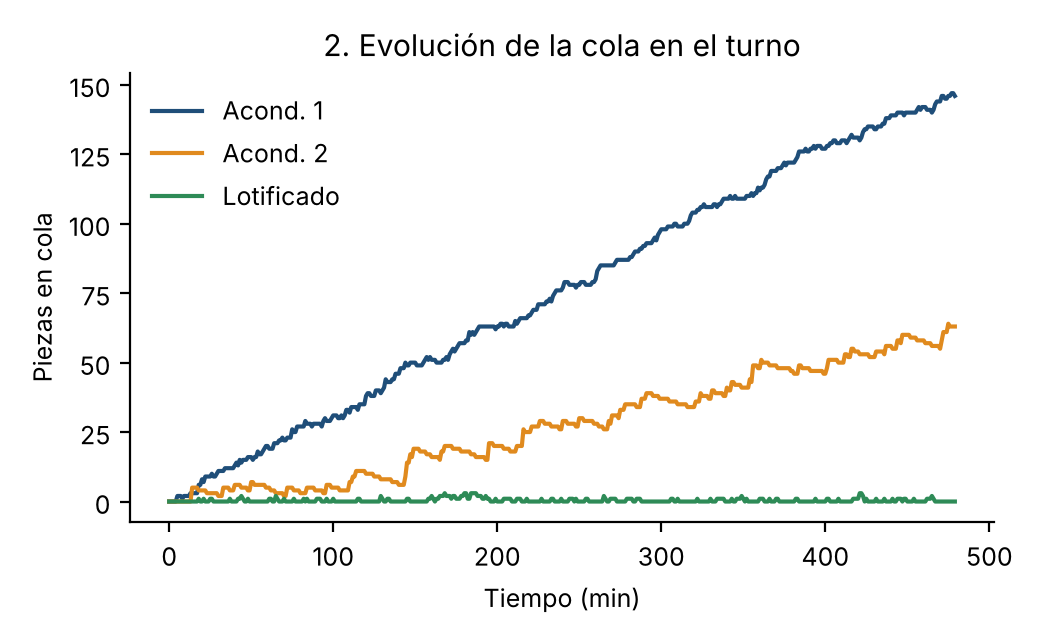 2. Evolución de la cola en el turno
Acond. 1
Acond. 2
Lotificado
Piezas en cola
150
125
100
75
50
25
0
0 100 200 300 400 500
Tiempo (min)